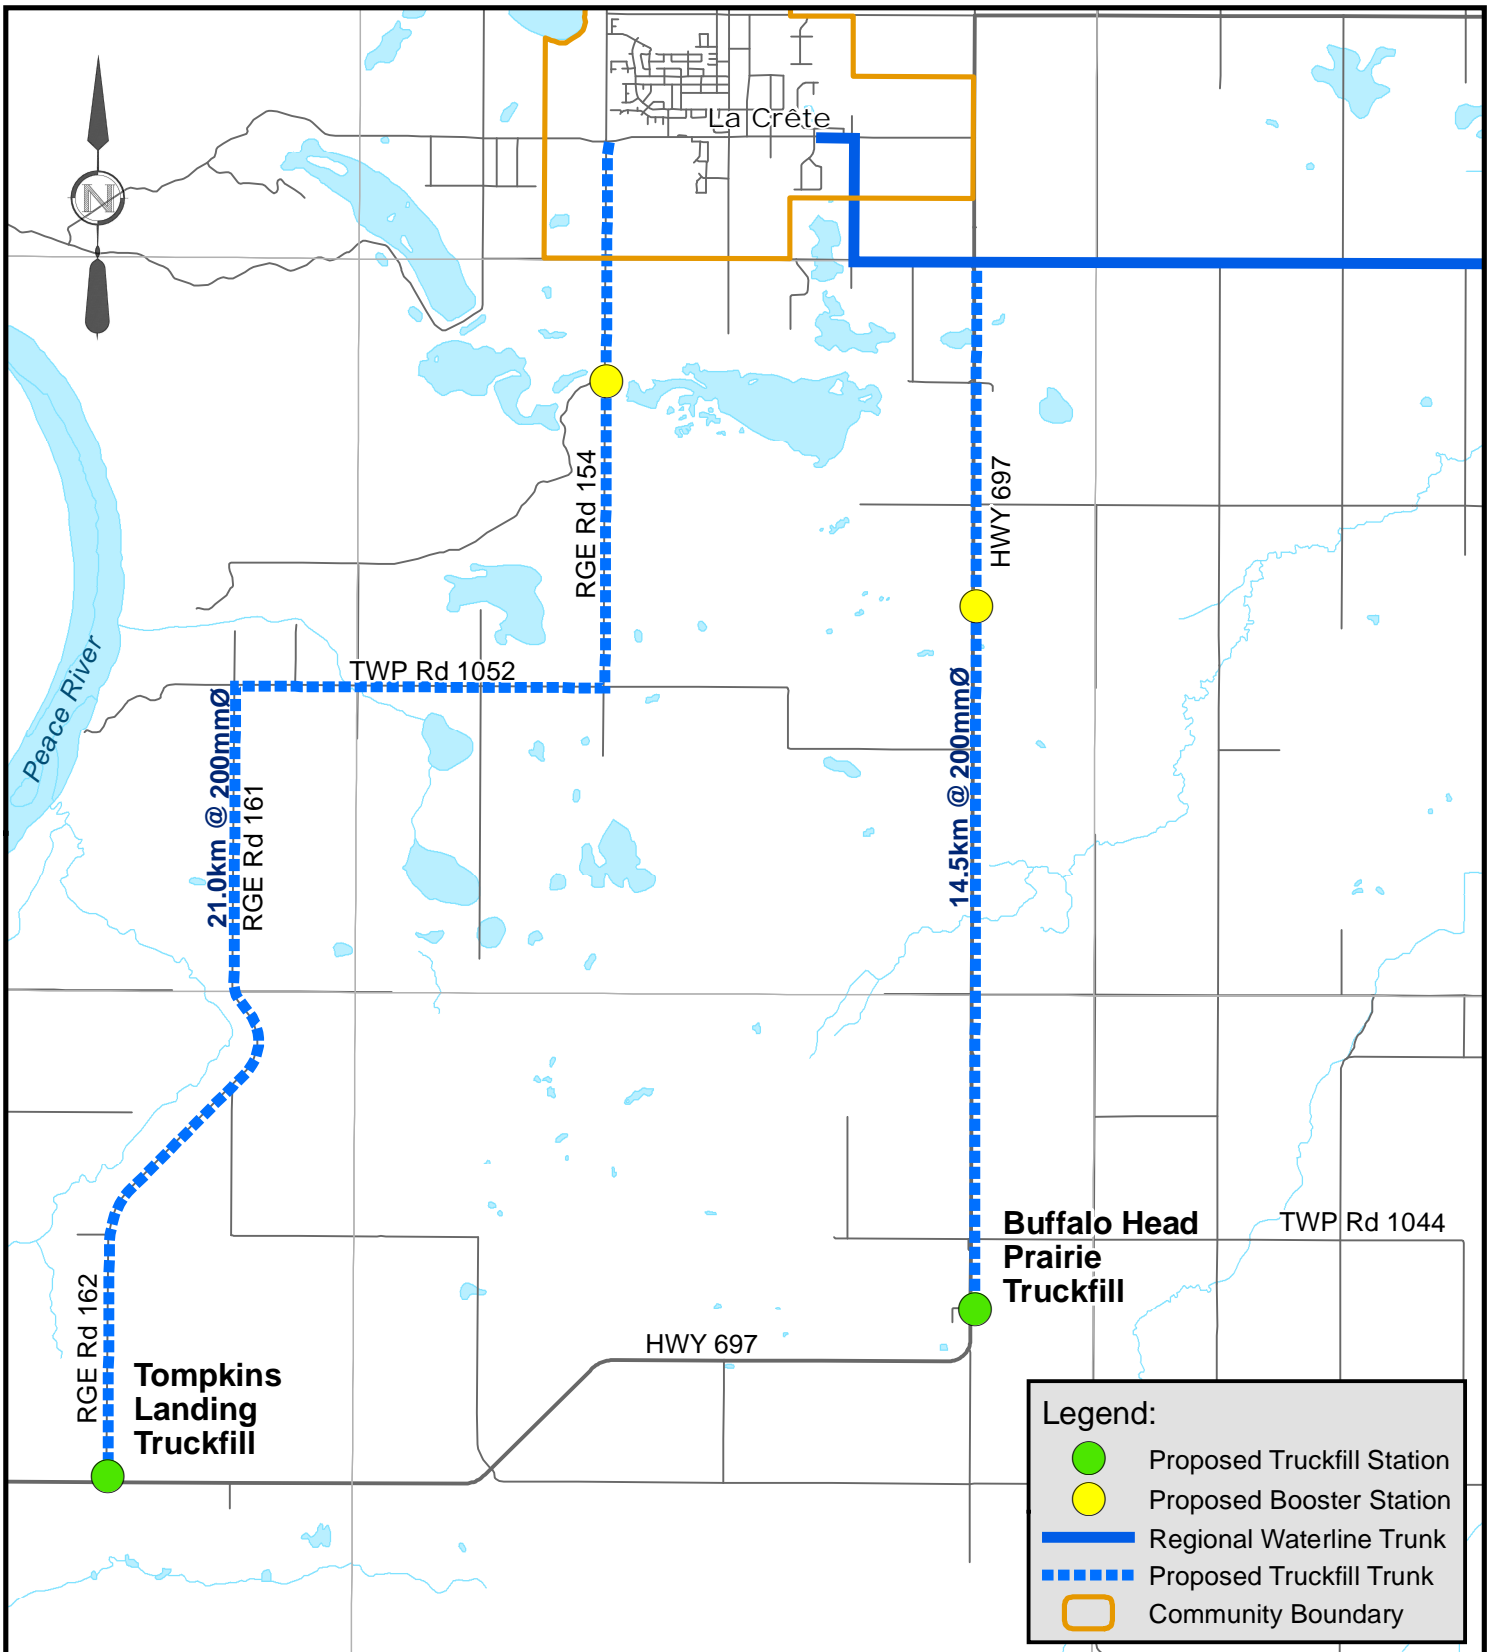 La Crête
N
RGE Rd 154
HWY 697
Peace River
TWP Rd 1052
21.0km @ 200mmØ
RGE Rd 161
14.5km @ 200mmØ
Buffalo Head
Prairie
Truckfill
TWP Rd 1044
RGE Rd 162
HWY 697
Tompkins
Landing
Truckfill
Legend:
Proposed Truckfill Station
Proposed Booster Station
Regional Waterline Trunk
Proposed Truckfill Trunk
Community Boundary